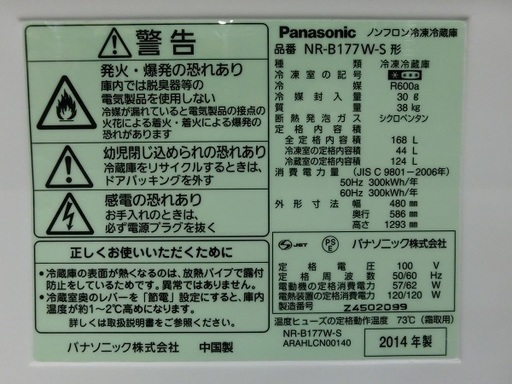 警告
発火・爆発の恐れあり
庫内では脱臭器等の
電気製品を使用しない
冷媒が漏れていると電気製品の接点の
火花による着火・着火による爆発の
恐れあり
幼児閉じ込められの恐れあり
冷蔵庫をリサイクルするときは、
ドアパッキングを外す
感電の恐れあり
お手入れのときは、
必ず電源プラグを抜く
正しくお使いいただくために
●冷蔵庫の表面が熱くなるのは、放熱パイプで露付
防止をしているためです。異常ではありません。
●冷蔵室奥のレバーを「節電」設定にすると、庫内
温度が約1~2℃高めになります。
詳しくは取扱説明書をご覧ください。
パナソニック株式会社 中国製
Panasonic ノンフロン冷凍冷蔵庫
品番 NR-B177W-S 形
種類 冷凍冷蔵庫
冷凍室の記号
冷媒 R600a
冷媒封入量 30g
質量 38kg
断熱発泡ガス シクロペンタン
定格内容積
全定格内容積 168 L
冷凍室の定格内容積 44 L
冷蔵室の定格内容積 124 L
消費電力量 (JIS C 9801-2006年)
50Hz 300kWh/年
60Hz 300kWh/年
外形寸法 幅 480 mm
奥行 586 mm
高さ 1293 mm
JET PS E パナソニック株式会社
定格電圧 100 V
定格周波数 50/60 Hz
電動機の定格消費電力 57/62 W
電熱装置の定格消費電力 120/120 W
製造番号 Z4502099
温度ヒューズの定格動作温度 73℃ (霜取用)
NR-B177W-S
ARAHLCN00140 2014年製